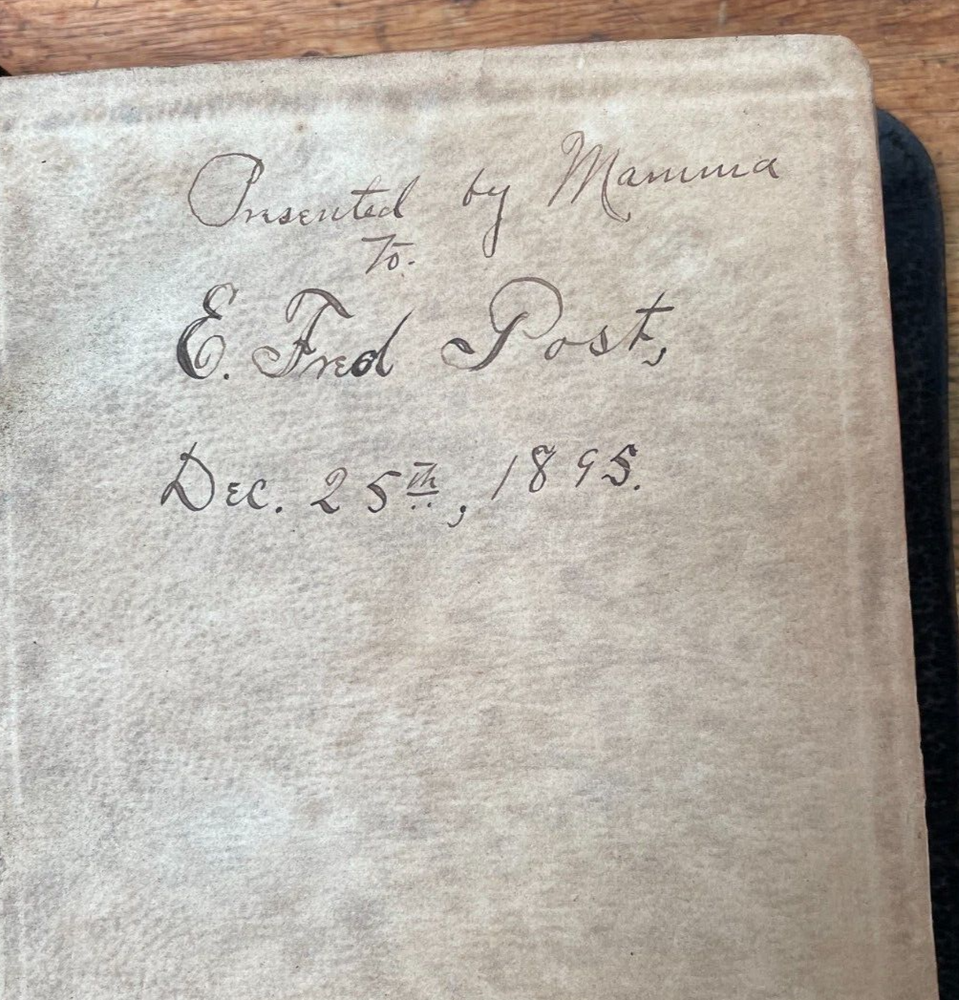 Presented by Mamma
To.
E. Fred Post,
Dec. 25th, 1895.